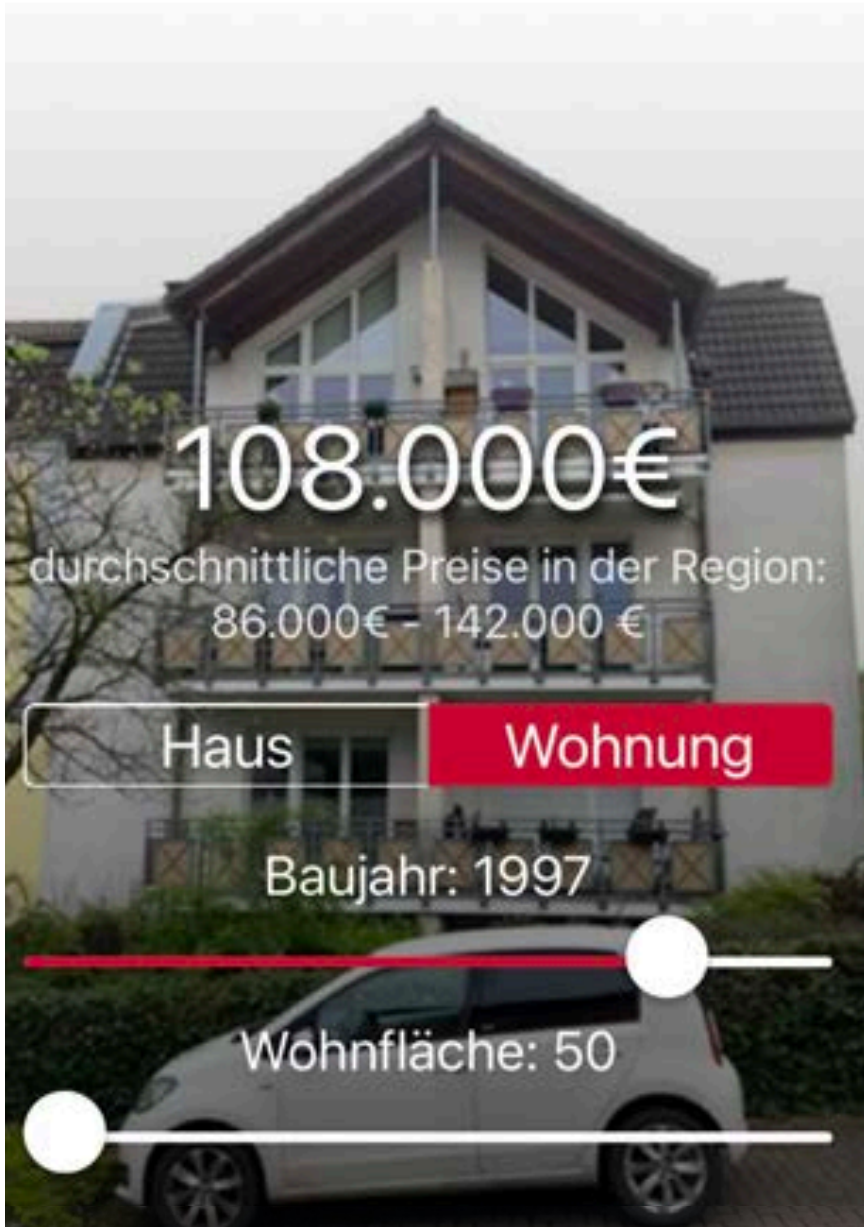 108.000€
durchschnittliche Preise in der Region:
86.000€ - 142.000 €
Haus Wohnung
Baujahr: 1997
Wohnfläche: 50